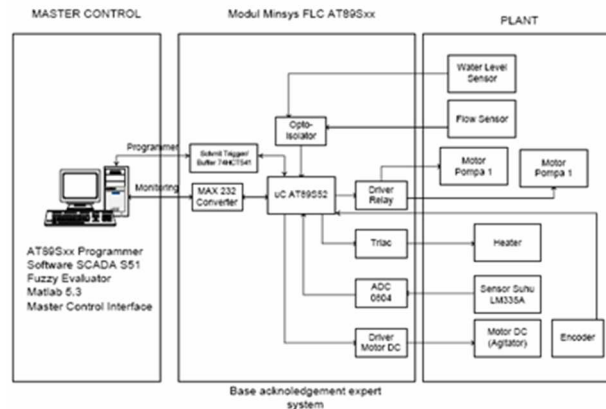 MASTER CONTROL
Modul Minsys FLC AT89Sxx
PLANT
Water Level
Sensor
Flow Sensor
Opto-
Isolator
Programmer
Schmit Trigger/
Buffer 74HCT541
Monitoring
MAX 232
Converter
uC AT89S52
Driver
Relay
Motor
Pompa 1
Motor
Pompa 1
Triac
Heater
ADC
0804
Sensor Suhu
LM335A
Driver
Motor DC
Motor DC
(Agitator)
Encoder
AT89Sxx Programmer
Software SCADA S51
Fuzzy Evaluator
Matlab 5.3
Master Control Interface
Base acknoledgement expert
system